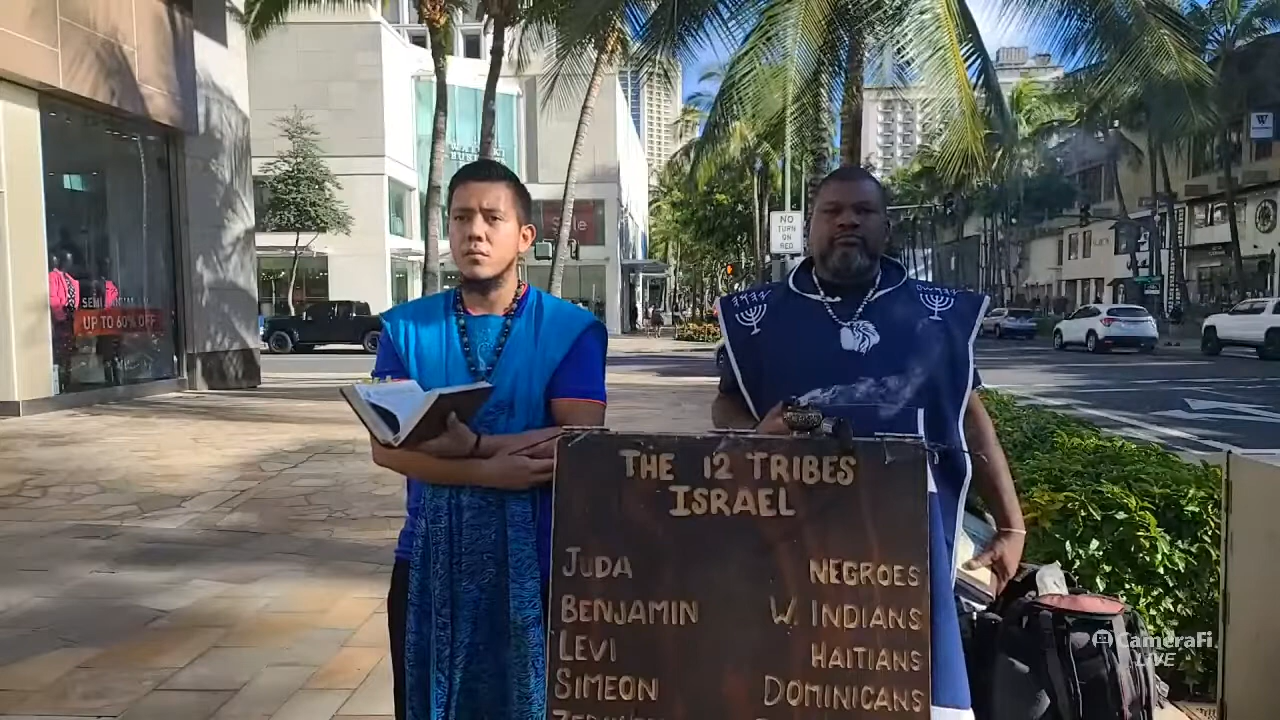 NO
TURN
ON
RED
Sale
SEMI ANNUAL
UP TO 60% OFF
W
THE 12 TRIBES
ISRAEL
JUDA NEGROES
BENJAMIN W. INDIANS
LEVI HAITIANS
SIMEON DOMINICANS
CameraFi
LIVE